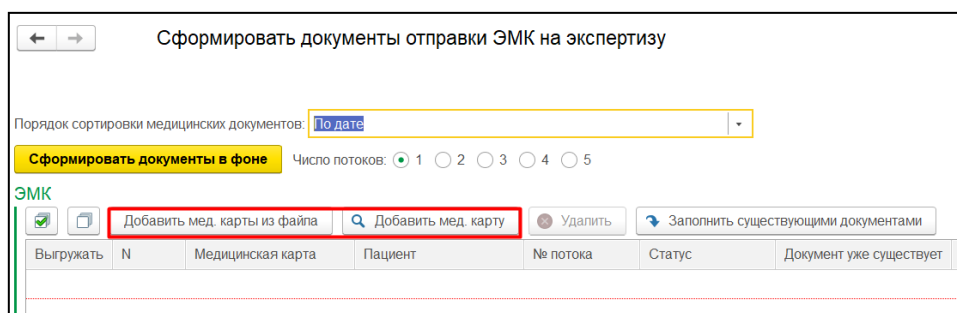 Сформировать документы отправки ЭМК на экспертизу
Порядок сортировки медицинских документов: По дате
Сформировать документы в фоне Число потоков: 1 2 3 4 5
ЭМК
Добавить мед. карты из файла Добавить мед. карту Удалить Заполнить существующими документами
Выгружать N Медицинская карта Пациент № потока Статус Документ уже существует